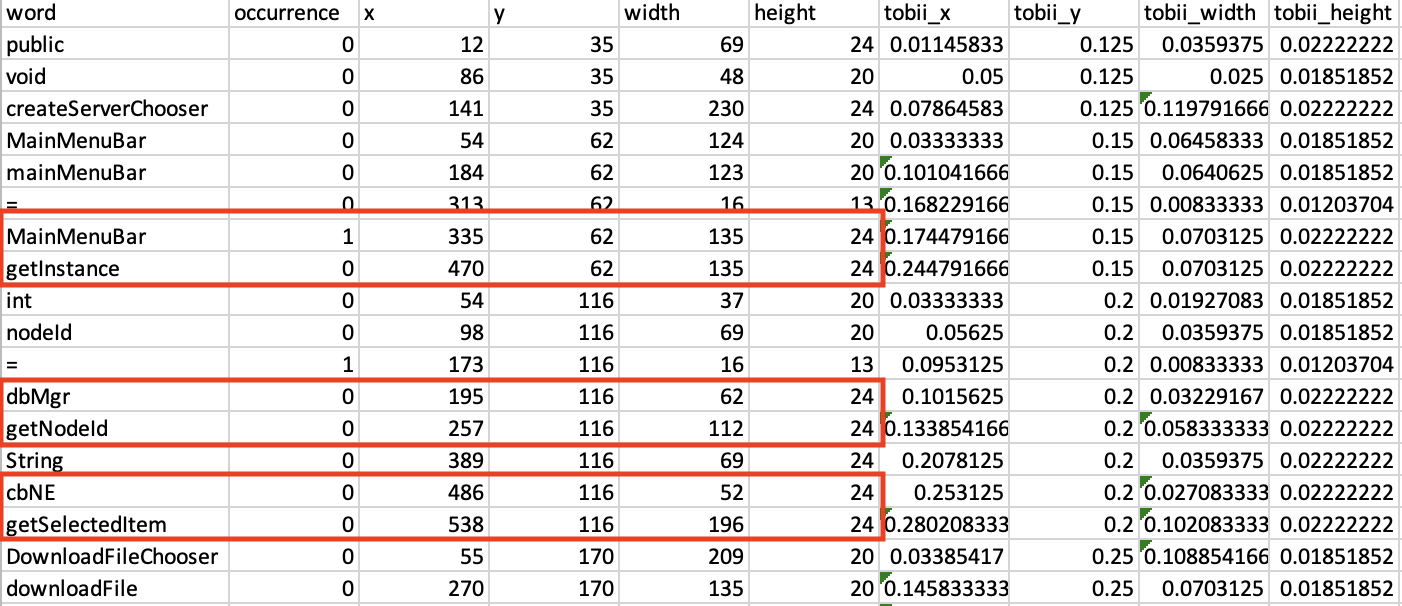 word occurrence x y width height tobii_x tobii_y tobii_width tobii_height
public 0 12 35 69 24 0.01145833 0.125 0.0359375 0.02222222
void 0 86 35 48 20 0.05 0.125 0.025 0.01851852
createServerChooser 0 141 35 230 24 0.07864583 0.125 0.119791666 0.02222222
MainMenuBar 0 54 62 124 20 0.03333333 0.15 0.06458333 0.01851852
mainMenuBar 0 184 62 123 20 0.101041666 0.15 0.0640625 0.01851852
= 0 313 62 16 13 0.168229166 0.15 0.00833333 0.01203704
MainMenuBar 1 335 62 135 24 0.174479166 0.15 0.0703125 0.02222222
getInstance 0 470 62 135 24 0.244791666 0.15 0.0703125 0.02222222
int 0 54 116 37 20 0.03333333 0.2 0.01927083 0.01851852
nodeId 0 98 116 69 20 0.05625 0.2 0.0359375 0.01851852
= 1 173 116 16 13 0.0953125 0.2 0.00833333 0.01203704
dbMgr 0 195 116 62 24 0.1015625 0.2 0.03229167 0.02222222
getNodeId 0 257 116 112 24 0.133854166 0.2 0.058333333 0.02222222
String 0 389 116 69 24 0.2078125 0.2 0.0359375 0.02222222
cbNE 0 486 116 52 24 0.253125 0.2 0.027083333 0.02222222
getSelectedItem 0 538 116 196 24 0.280208333 0.2 0.102083333 0.02222222
DownloadFileChooser 0 55 170 209 20 0.03385417 0.25 0.108854166 0.01851852
downloadFile 0 270 170 135 20 0.145833333 0.25 0.0703125 0.01851852